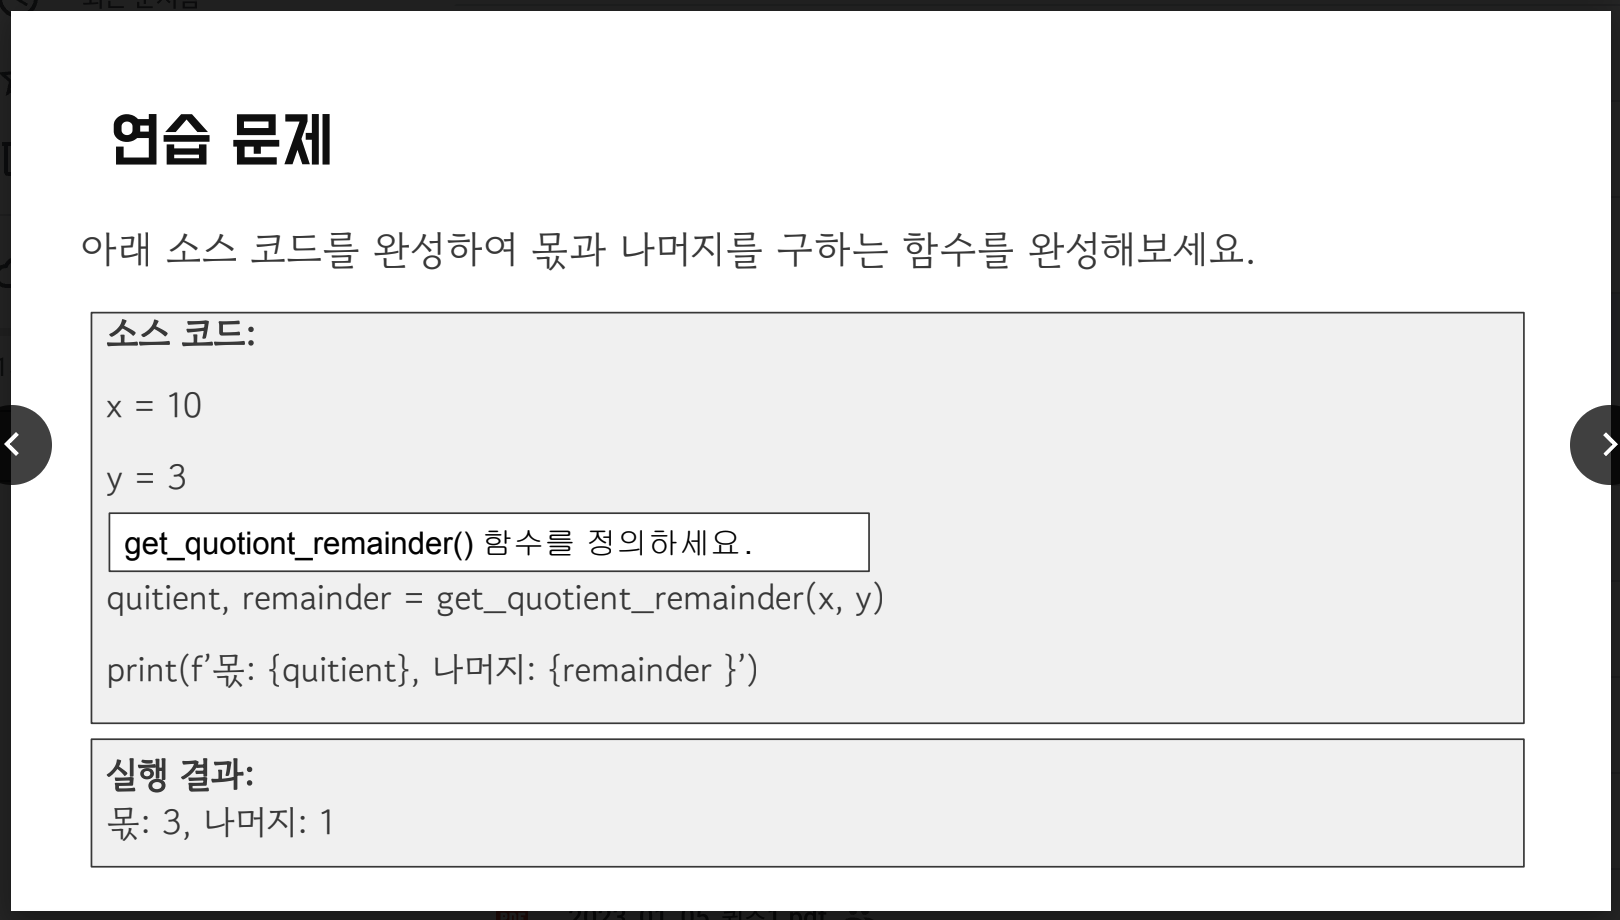 연습 문제
아래 소스 코드를 완성하여 몫과 나머지를 구하는 함수를 완성해보세요.
소스 코드:
x = 10
y = 3
get_quotiont_remainder() 함수를 정의하세요.
quitient, remainder = get_quotient_remainder(x, y)
print(f’몫: {quitient}, 나머지: {remainder }’)
실행 결과:
몫: 3, 나머지: 1